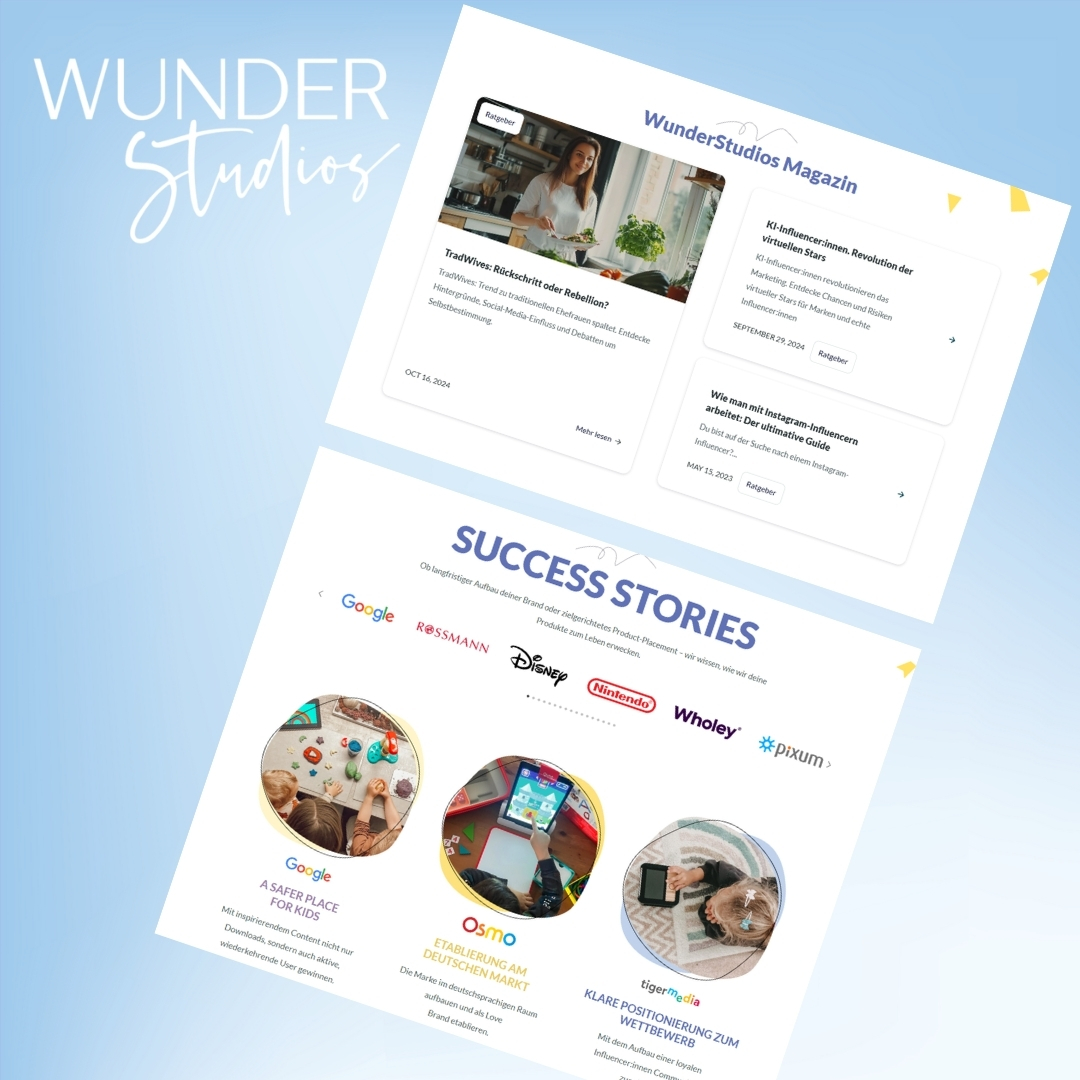 WUNDER
Studios
WunderStudios Magazin
Ratgeber
TradWives: Rückschritt oder Rebellion?
TradWives: Trend zu traditionellen Ehefrauen spaltet. Entdecke
Hintergründe, Social-Media-Einfluss und Debatten um
Selbstbestimmung.
OCT 16, 2024
Mehr lesen →
KI-Influencer:innen. Revolution der
virtuellen Stars
KI-Influencer:innen revolutionieren das
Marketing. Entdecke Chancen und Risiken
virtueller Stars für Marken und echte
Influencer:innen
SEPTEMBER 29, 2024
Ratgeber
Wie man mit Instagram-Influencern
arbeitet: Der ultimative Guide
Du bist auf der Suche nach einem Instagram-
Influencer?...
MAY 15, 2023
Ratgeber
SUCCESS STORIES
Ob langfristiger Aufbau deiner Brand oder zielgerichtetes Product-Placement – wir wissen, wie wir deine
Produkte zum Leben erwecken.
Google
ROSSMANN
Disney
Nintendo
Wholey
pixum
Google
A SAFER PLACE
FOR KIDS
Mit inspirierendem Content nicht nur
Downloads, sondern auch aktive,
wiederkehrende User gewinnen.
Osmo
ETABLIERUNG AM
DEUTSCHEN MARKT
Die Marke im deutschsprachigen Raum
aufbauen und als Love
Brand etablieren.
tigermedia
KLARE POSITIONIERUNG ZUM
WETTBEWERB
Mit dem Aufbau einer loyalen